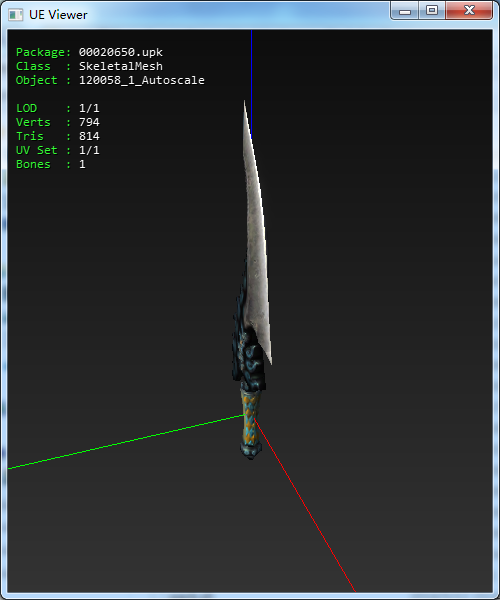 UE Viewer
Package: 00020650.upk
Class  : SkeletalMesh
Object : 120058_1_Autoscale
LOD    : 1/1
Verts  : 794
Tris   : 814
UV Set : 1/1
Bones  : 1